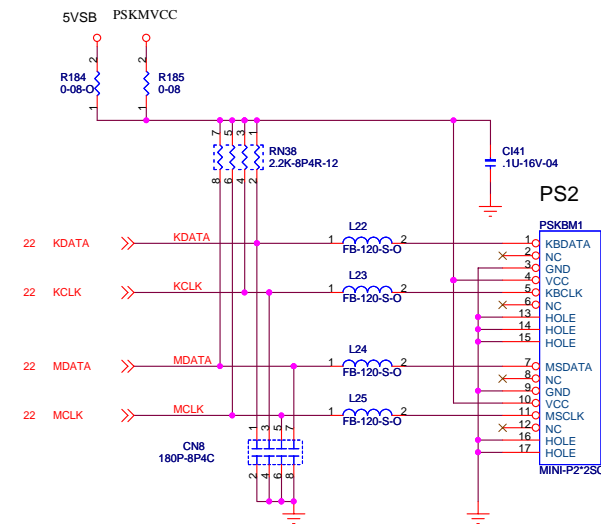 5VSB PSKMVCC
2 2
R184 R185
0-08-O 0-08
1 1
7 5 3 1
RN38
2.2K-8P4R-12
8 6 4 2
CI41
.1U-16V-04
PS2
PSKBM1
22 KDATA KDATA 1 L22 2 1 KBDATA
FB-120-S-O
2 NC
3 GND
4 VCC
22 KCLK KCLK 1 L23 2 5 KBCLK
FB-120-S-O
6 NC
13 HOLE
14 HOLE
15 HOLE
22 MDATA MDATA 1 L24 2 7 MSDATA
FB-120-S-O
8 NC
9 GND
10 VCC
22 MCLK MCLK 1 L25 2 11 MSCLK
FB-120-S-O
12 NC
16 HOLE
17 HOLE
1 3 5 7
CN8
180P-8P4C
2 4 6 8
MINI-P2*2SC